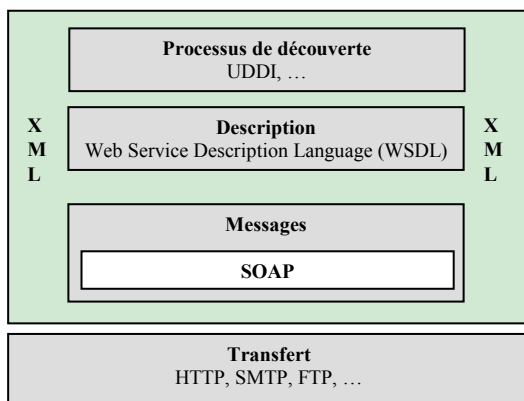 Processus de découverte
UDDI, …
X
M
L
Description
Web Service Description Language (WSDL)
X
M
L
Messages
SOAP
Transfert
HTTP, SMTP, FTP, …